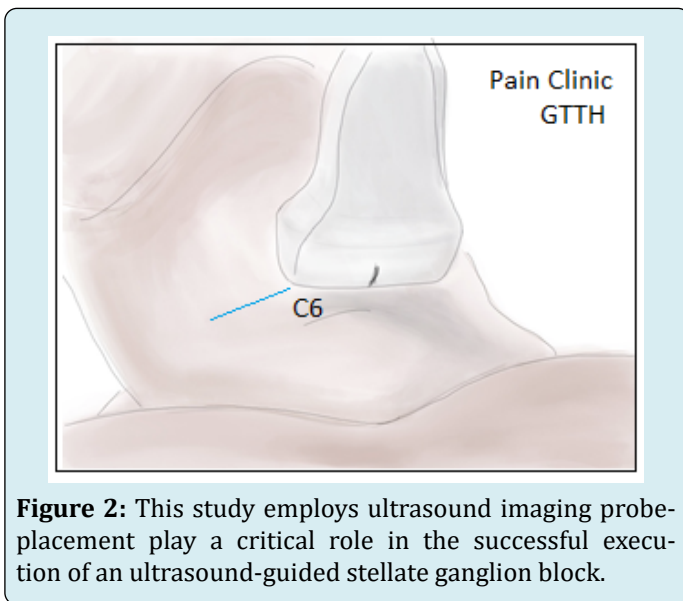 Pain Clinic
GTTH
C6
Figure 2: This study employs ultrasound imaging probe-
placement play a critical role in the successful execu-
tion of an ultrasound-guided stellate ganglion block.